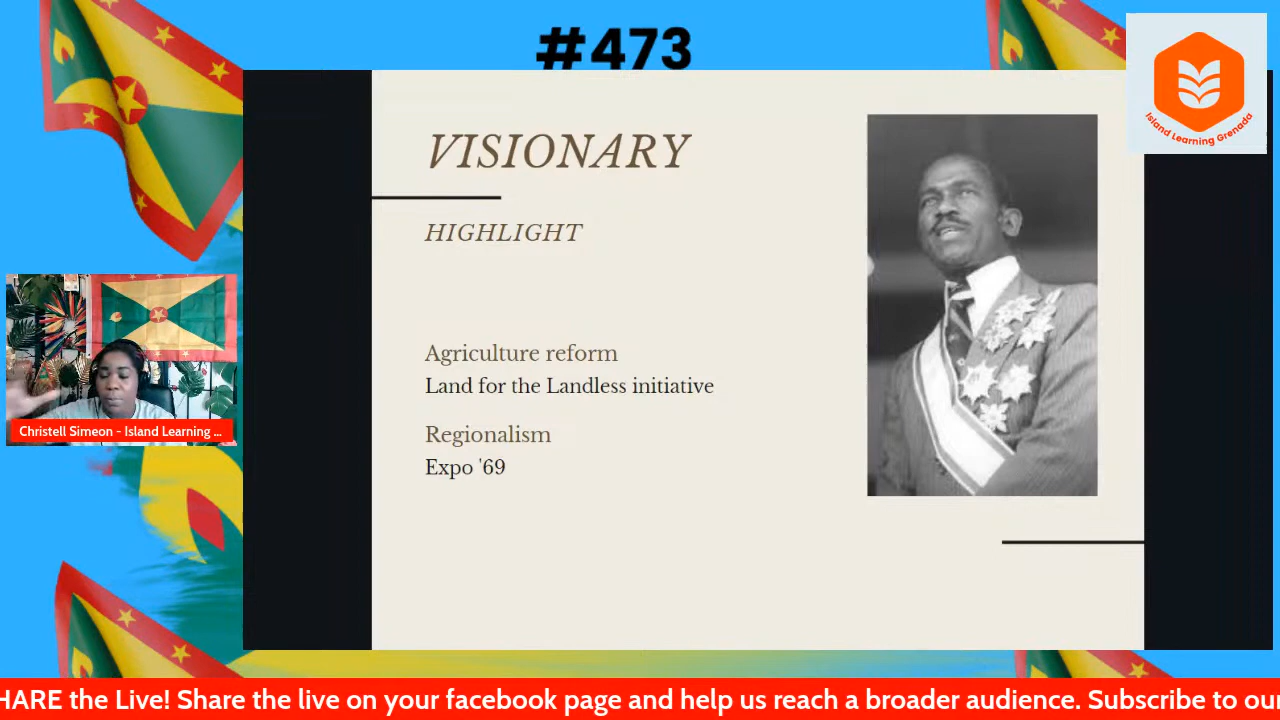 #473
Island Learning Grenada
VISIONARY
HIGHLIGHT
Agriculture reform
Land for the Landless initiative
Regionalism
Expo '69
Christell Simeon - Island Learning ...
HARE the Live! Share the live on your facebook page and help us reach a broader audience. Subscribe to our